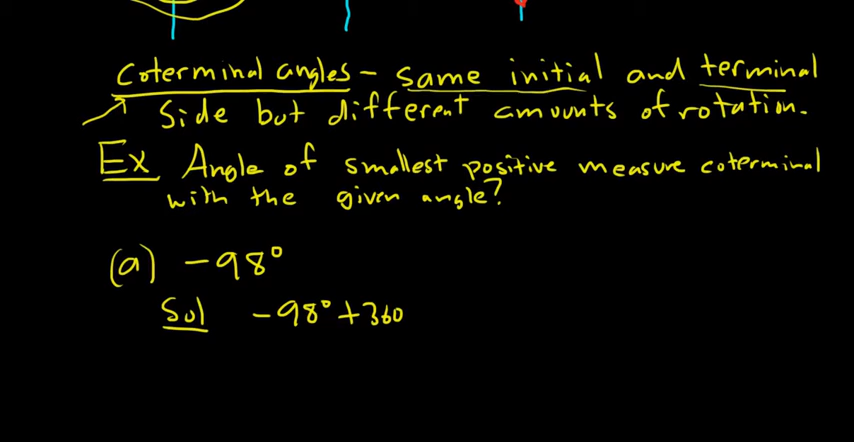 Coterminal angles - same initial and terminal
side but different amounts of rotation.
Ex Angle of smallest positive measure coterminal
with the given angle?
(a) -98°
Sol -98° + 360